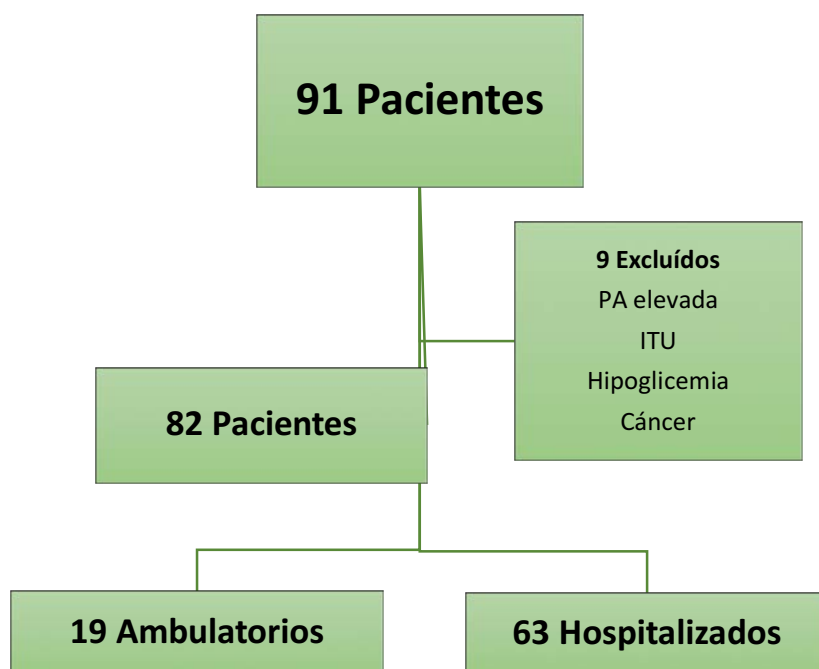 91 Pacientes
9 Excluídos
PA elevada
ITU
Hipoglicemia
Cáncer
82 Pacientes
19 Ambulatorios
63 Hospitalizados